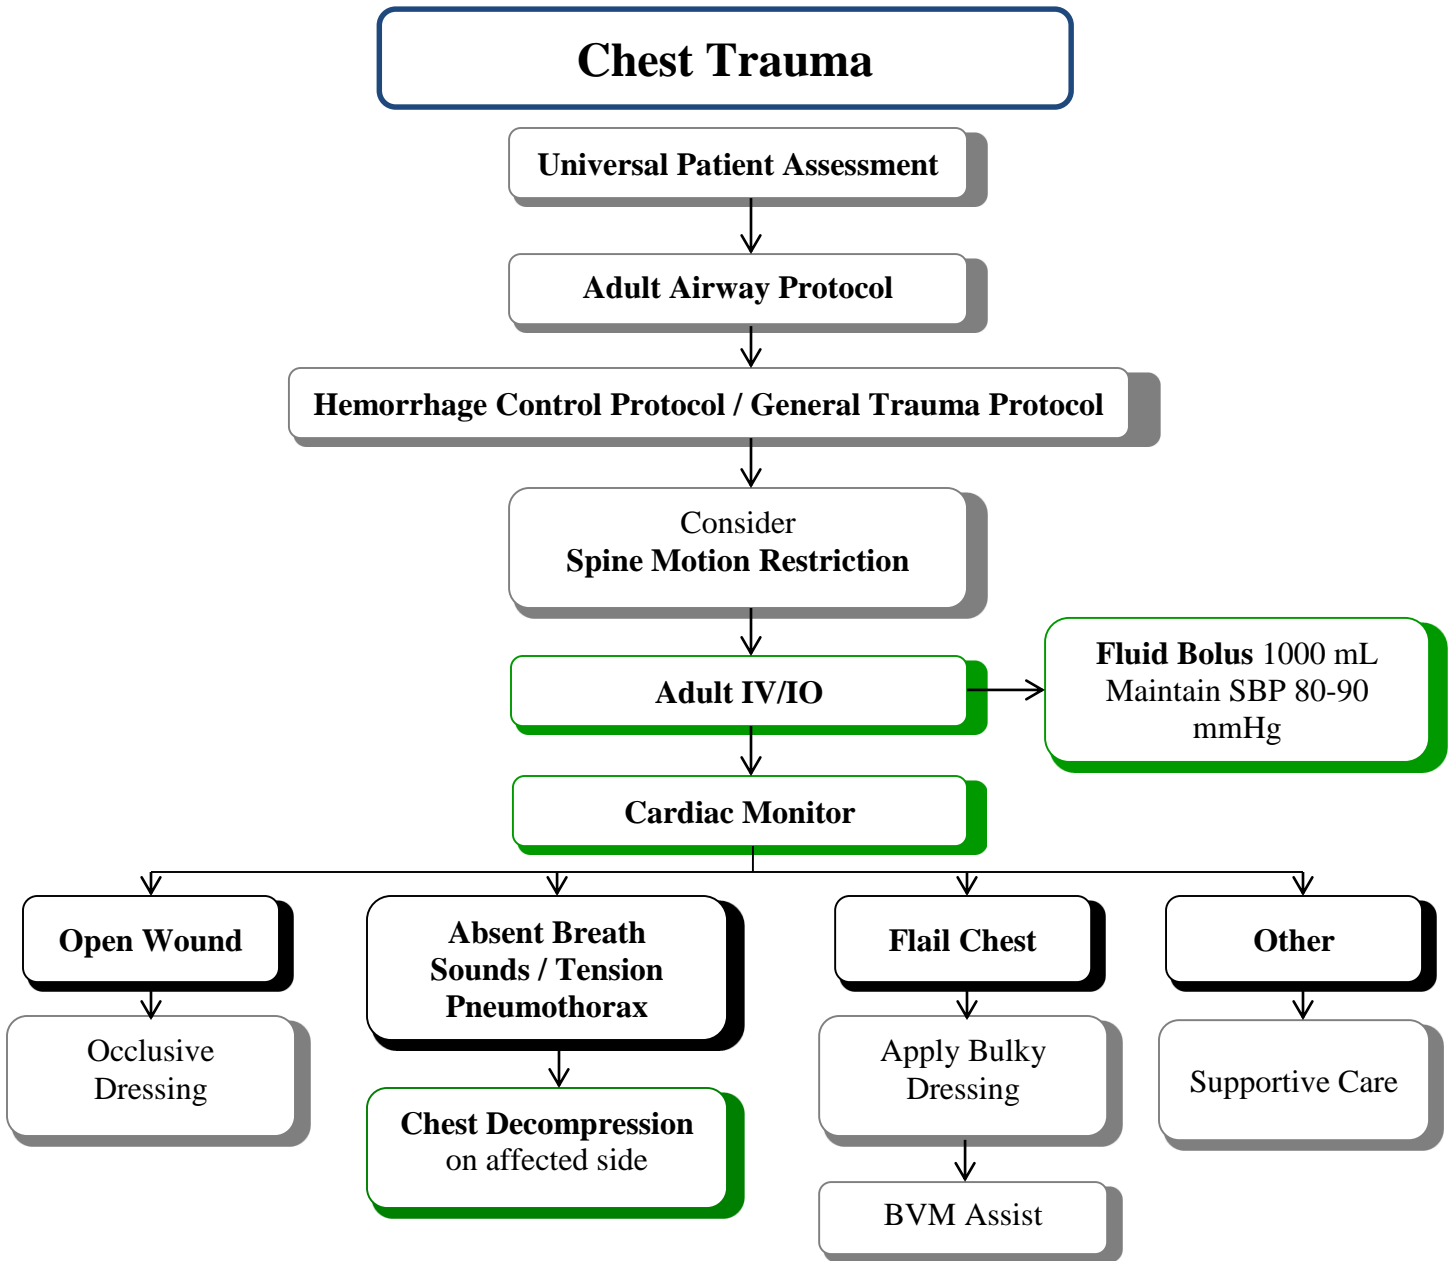 Chest Trauma
Universal Patient Assessment
Adult Airway Protocol
Hemorrhage Control Protocol / General Trauma Protocol
Consider
Spine Motion Restriction
Adult IV/IO
Fluid Bolus 1000 mL
Maintain SBP 80-90
mmHg
Cardiac Monitor
Open Wound
Occlusive
Dressing
Absent Breath
Sounds / Tension
Pneumothorax
Chest Decompression
on affected side
Flail Chest
Apply Bulky
Dressing
BVM Assist
Other
Supportive Care